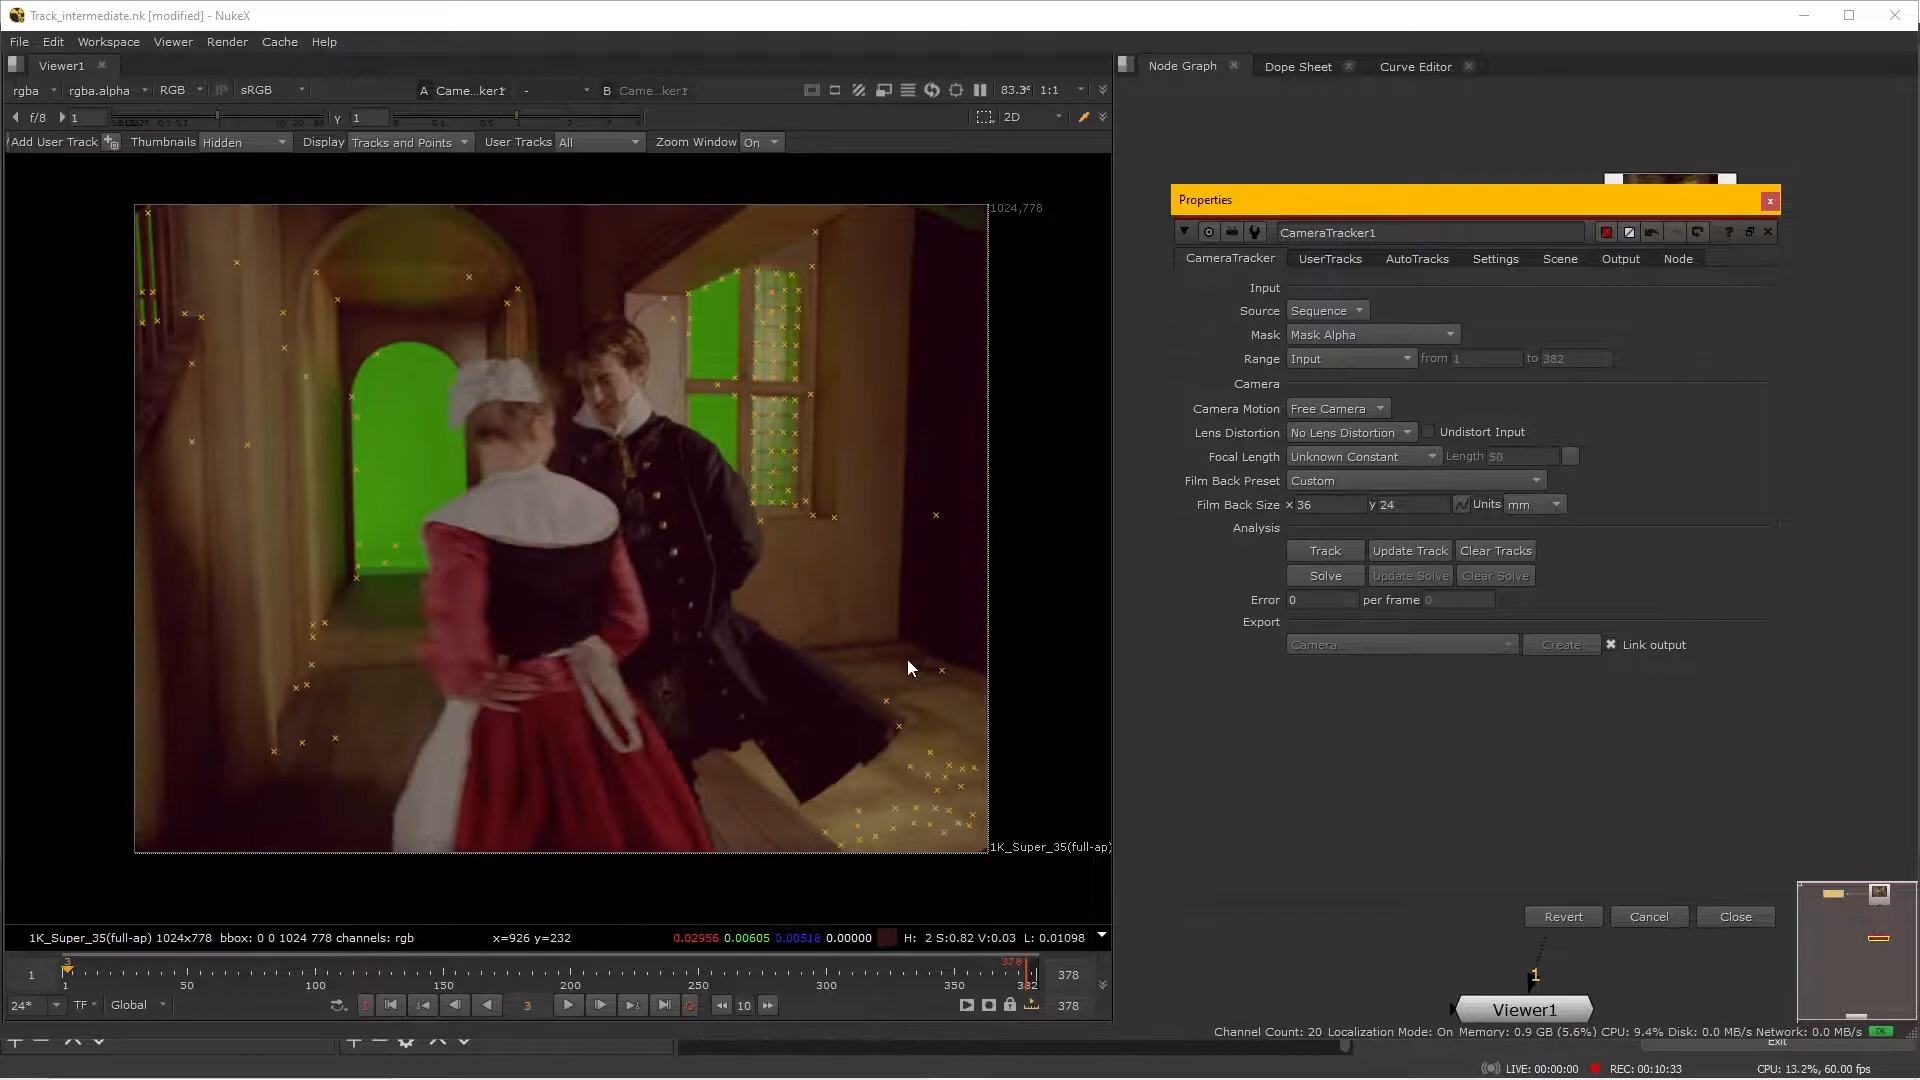 Track_intermediate.nk [modified] - NukeX
File Edit Workspace Viewer Render Cache Help
Viewer1
Node Graph Dope Sheet Curve Editor
rgba rgba.alpha RGB IP sRGB A Came...ker1 - B Came...ker1 1:1
f/8 1 Y 1 2D
Add User Track Thumbnails Hidden Display Tracks and Points User Tracks All Zoom Window On
1024,778
Properties
CameraTracker1
CameraTracker UserTracks AutoTracks Settings Scene Output Node
Input
Source Sequence
Mask Mask Alpha
Range Input from 1 to 382
Camera
Camera Motion Free Camera
Lens Distortion No Lens Distortion Undistort Input
Focal Length Unknown Constant Length 50
Film Back Preset Custom
Film Back Size x 36 y 24 Units mm
Analysis
Track Update Track Clear Tracks
Solve Update Solve Clear Solve
Error 0 per frame 0
Export
Camera Create Link output
1K_Super_35(full-ap)
Revert Cancel Close
1K_Super_35(full-ap) 1024x778 bbox: 0 0 1024 778 channels: rgb x=926 y=232 0.02956 0.00605 0.00518 0.00000 H: 2 S:0.82 V:0.03 L: 0.01098
3 378
1 378
1 50 100 150 200 250 300 350 382
24* TF Global 3 10 378
1
Viewer1
Channel Count: 20 Localization Mode: On Memory: 0.9 GB (5.6%) CPU: 9.4% Disk: 0.0 MB/s Network: 0.0 MB/s OK
Exit
LIVE: 00:00:00 REC: 00:10:33 CPU: 13.2%, 60.00 fps